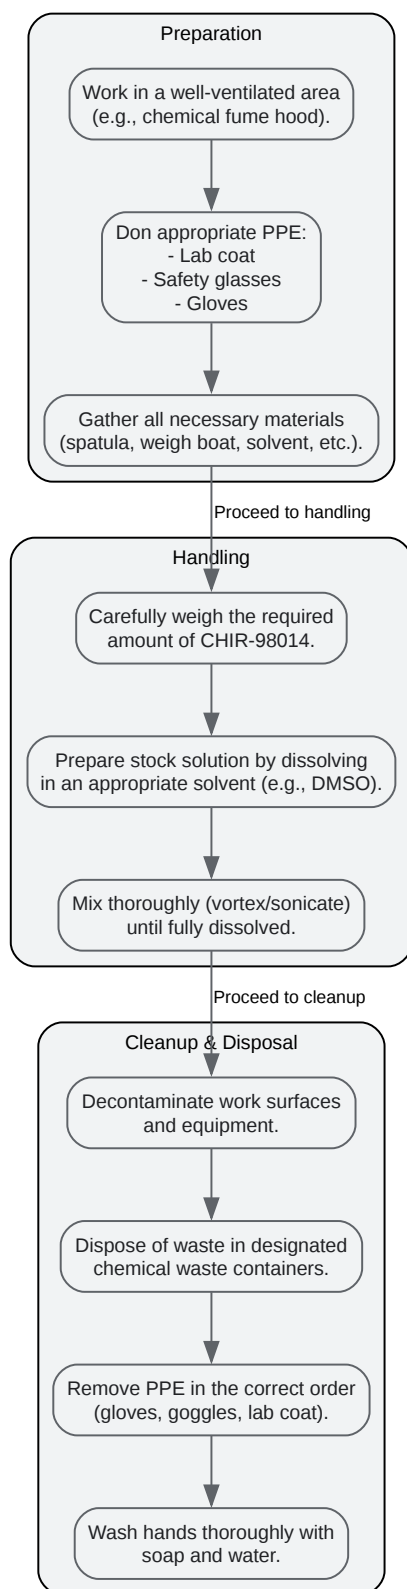 Preparation
Work in a well-ventilated area
(e.g., chemical fume hood).
Don appropriate PPE:
- Lab coat
- Safety glasses
- Gloves
Gather all necessary materials
(spatula, weigh boat, solvent, etc.).
Proceed to handling
Handling
Carefully weigh the required
amount of CHIR-98014.
Prepare stock solution by dissolving
in an appropriate solvent (e.g., DMSO).
Mix thoroughly (vortex/sonicate)
until fully dissolved.
Proceed to cleanup
Cleanup & Disposal
Decontaminate work surfaces
and equipment.
Dispose of waste in designated
chemical waste containers.
Remove PPE in the correct order
(gloves, goggles, lab coat).
Wash hands thoroughly with
soap and water.